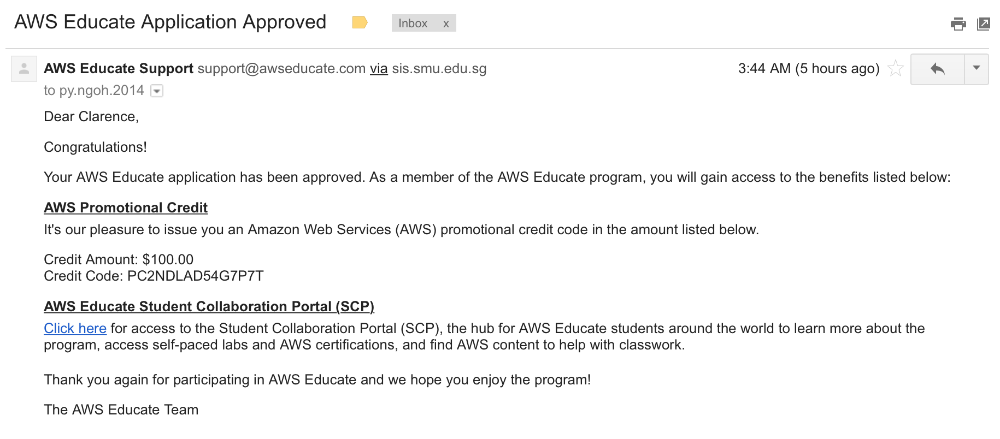 AWS Educate Application Approved Inbox x
AWS Educate Support support@awseducate.com via sis.smu.edu.sg 3:44 AM (5 hours ago)
to py.ngoh.2014
Dear Clarence,
Congratulations!
Your AWS Educate application has been approved. As a member of the AWS Educate program, you will gain access to the benefits listed below:
AWS Promotional Credit
It's our pleasure to issue you an Amazon Web Services (AWS) promotional credit code in the amount listed below.
Credit Amount: $100.00
Credit Code: PC2NDLAD54G7P7T
AWS Educate Student Collaboration Portal (SCP)
Click here for access to the Student Collaboration Portal (SCP), the hub for AWS Educate students around the world to learn more about the
program, access self-paced labs and AWS certifications, and find AWS content to help with classwork.
Thank you again for participating in AWS Educate and we hope you enjoy the program!
The AWS Educate Team